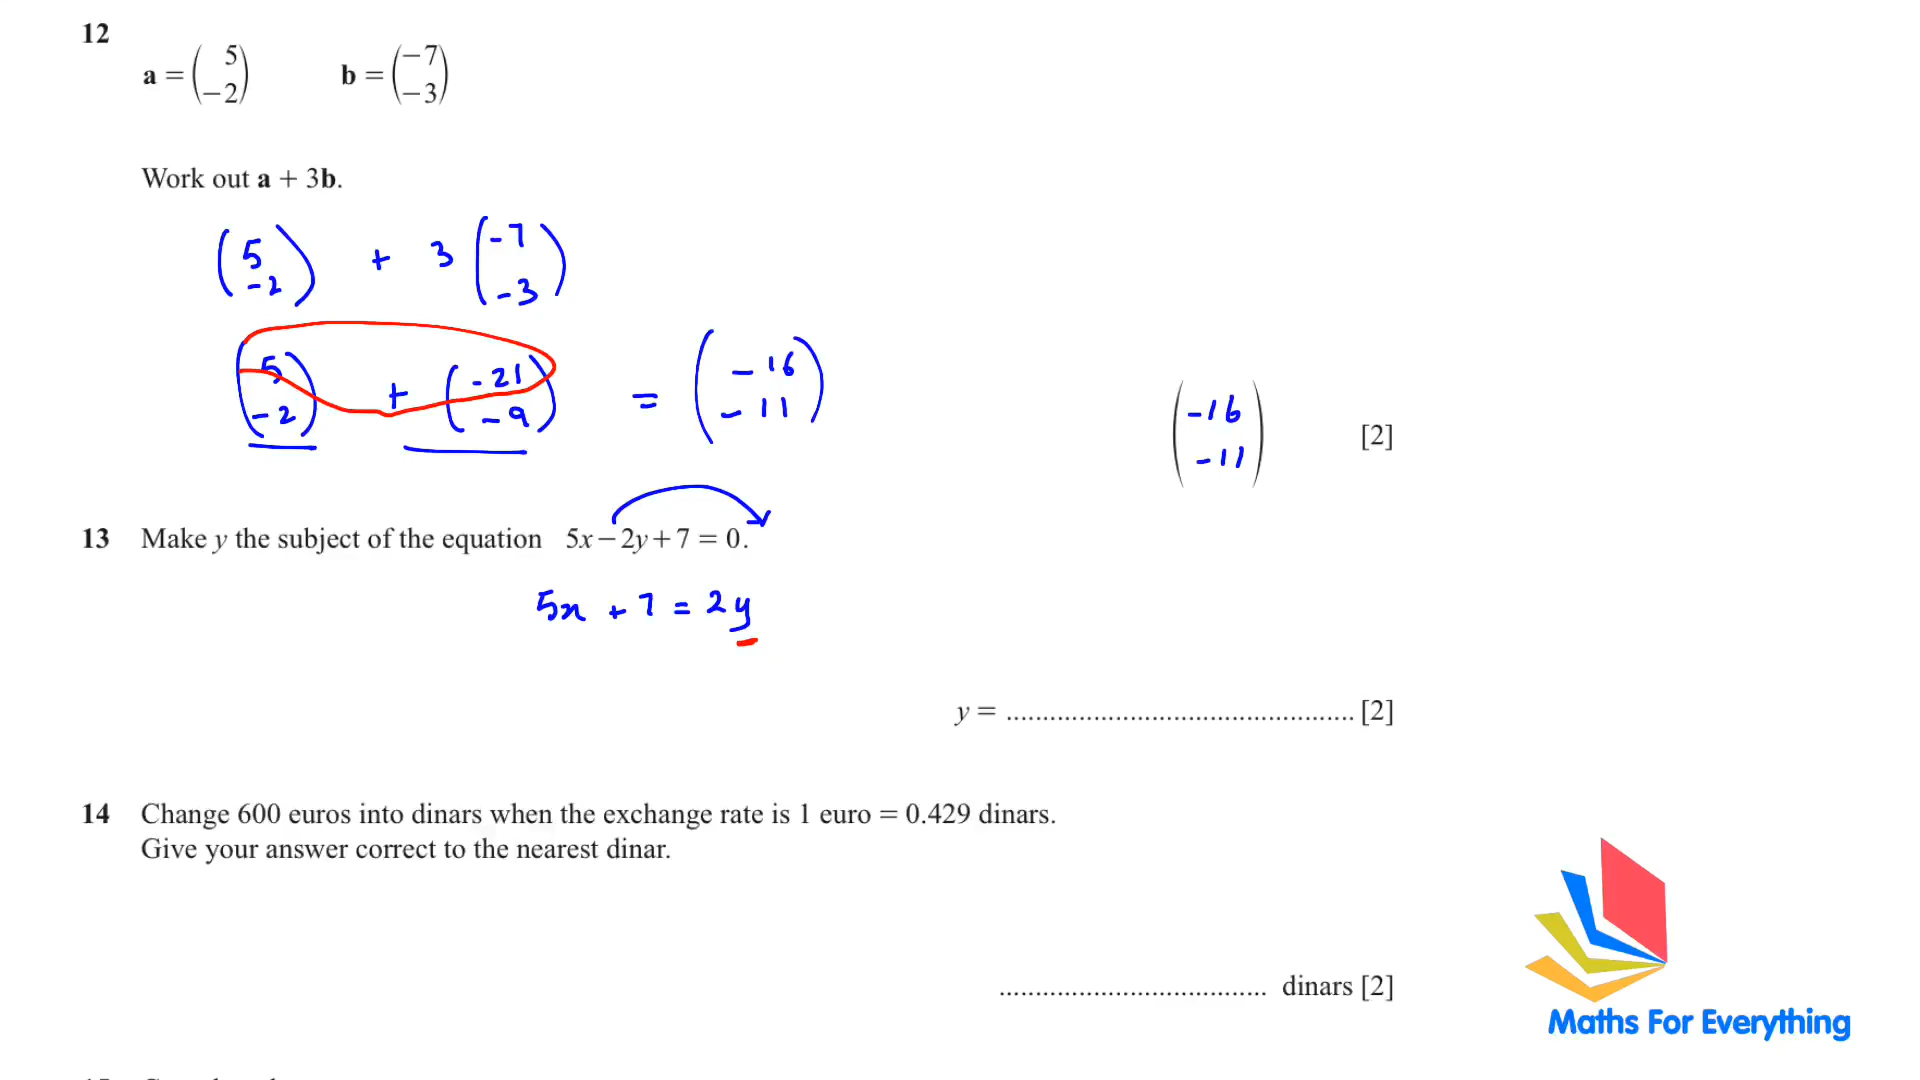 12
a = ( 5 −2 ) b = ( −7 −3 )
Work out a + 3b.
( 5 -2 ) + 3 ( -7 -3 )
( 5 -2 ) + ( -21 -9 ) = ( -16 -11 )
( -16 -11 ) [2]
13 Make y the subject of the equation 5x − 2y + 7 = 0.
5x + 7 = 2y
y = ................................................ [2]
14 Change 600 euros into dinars when the exchange rate is 1 euro = 0.429 dinars.
Give your answer correct to the nearest dinar.
..................................... dinars [2]
Maths For Everything